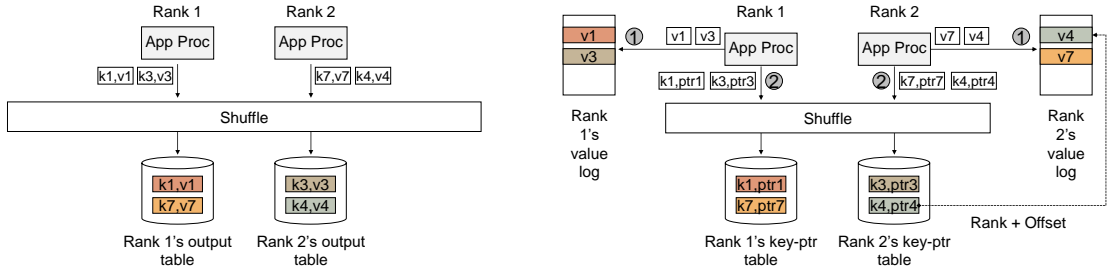 Rank 1
Rank 2
App Proc
App Proc
k1,v1
k3,v3
k7,v7
k4,v4
Shuffle
k1,v1
k7,v7
k3,v3
k4,v4
Rank 1's output
table
Rank 2's output
table
Rank 1
Rank 2
v1
v3
1
v1
v3
App Proc
App Proc
v7
v4
1
v4
v7
k1,ptr1
k3,ptr3
2
2
k7,ptr7
k4,ptr4
Shuffle
Rank
1's
value
log
Rank
2's
value
log
k1,ptr1
k7,ptr7
k3,ptr3
k4,ptr4
Rank + Offset
Rank 1's key-ptr
table
Rank 2's key-ptr
table